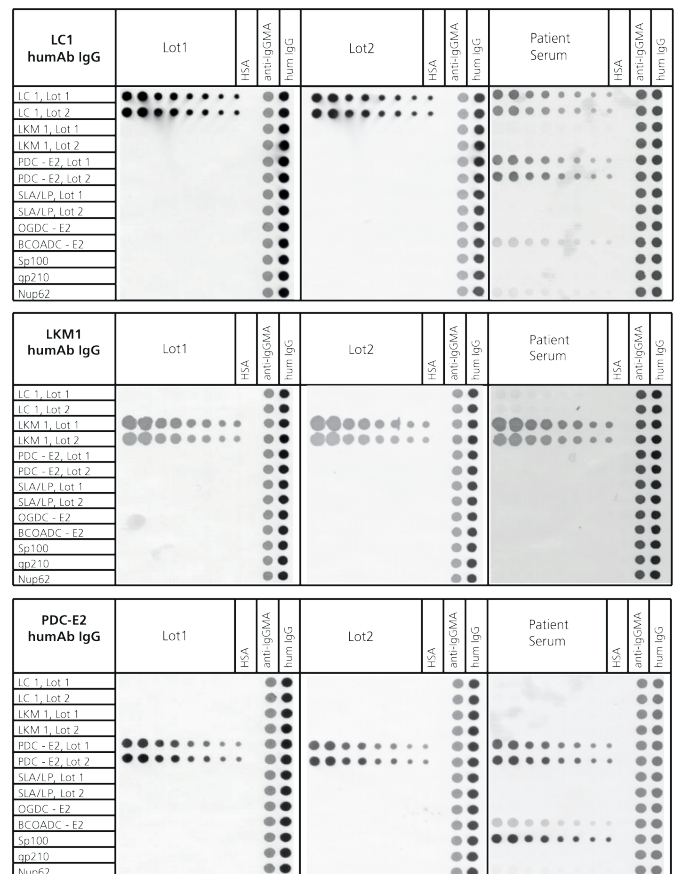 LC1
humAb IgG
Lot1
HSA
anti-IgGMA
hum IgG
Lot2
HSA
anti-IgGMA
hum IgG
Patient
Serum
HSA
anti-IgGMA
hum IgG
LC 1, Lot 1
LC 1, Lot 2
LKM 1, Lot 1
LKM 1, Lot 2
PDC - E2, Lot 1
PDC - E2, Lot 2
SLA/LP, Lot 1
SLA/LP, Lot 2
OGDC - E2
BCOADC - E2
Sp100
gp210
Nup62
LKM1
humAb IgG
Lot1
HSA
anti-IgGMA
hum IgG
Lot2
HSA
anti-IgGMA
hum IgG
Patient
Serum
HSA
anti-IgGMA
hum IgG
LC 1, Lot 1
LC 1, Lot 2
LKM 1, Lot 1
LKM 1, Lot 2
PDC - E2, Lot 1
PDC - E2, Lot 2
SLA/LP, Lot 1
SLA/LP, Lot 2
OGDC - E2
BCOADC - E2
Sp100
gp210
Nup62
PDC-E2
humAb IgG
Lot1
HSA
anti-IgGMA
hum IgG
Lot2
HSA
anti-IgGMA
hum IgG
Patient
Serum
HSA
anti-IgGMA
hum IgG
LC 1, Lot 1
LC 1, Lot 2
LKM 1, Lot 1
LKM 1, Lot 2
PDC - E2, Lot 1
PDC - E2, Lot 2
SLA/LP, Lot 1
SLA/LP, Lot 2
OGDC - E2
BCOADC - E2
Sp100
gp210
Nup62